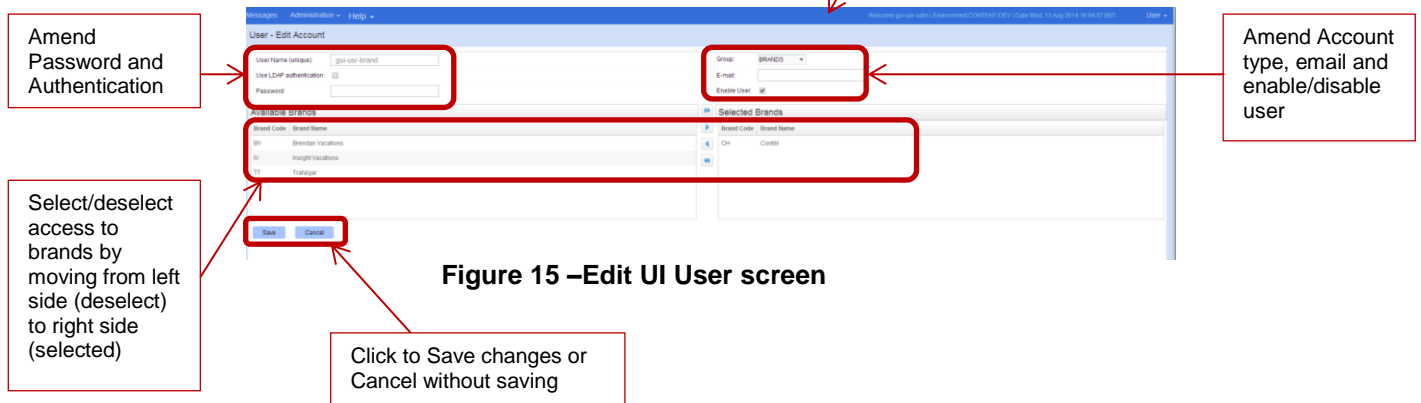 Messages Administration Help
Welcome gui-usr-adm | Environment CONTENT-DEV | Date Wed, 13 Aug 2014 16:04:07 BST User
User - Edit Account
Amend
Password and
Authentication
User Name (unique): gui-usr-brand
Use LDAP authentication:
Password:
Group: BRANDS
E-mail:
Enable User:
Amend Account
type, email and
enable/disable
user
Available Brands
Brand Code Brand Name
BV Brendan Vacations
IV Insight Vacations
TT Trafalgar
Selected Brands
Brand Code Brand Name
CH Contiki
Select/deselect
access to
brands by
moving from left
side (deselect)
to right side
(selected)
Save Cancel
Figure 15 –Edit UI User screen
Click to Save changes or
Cancel without saving